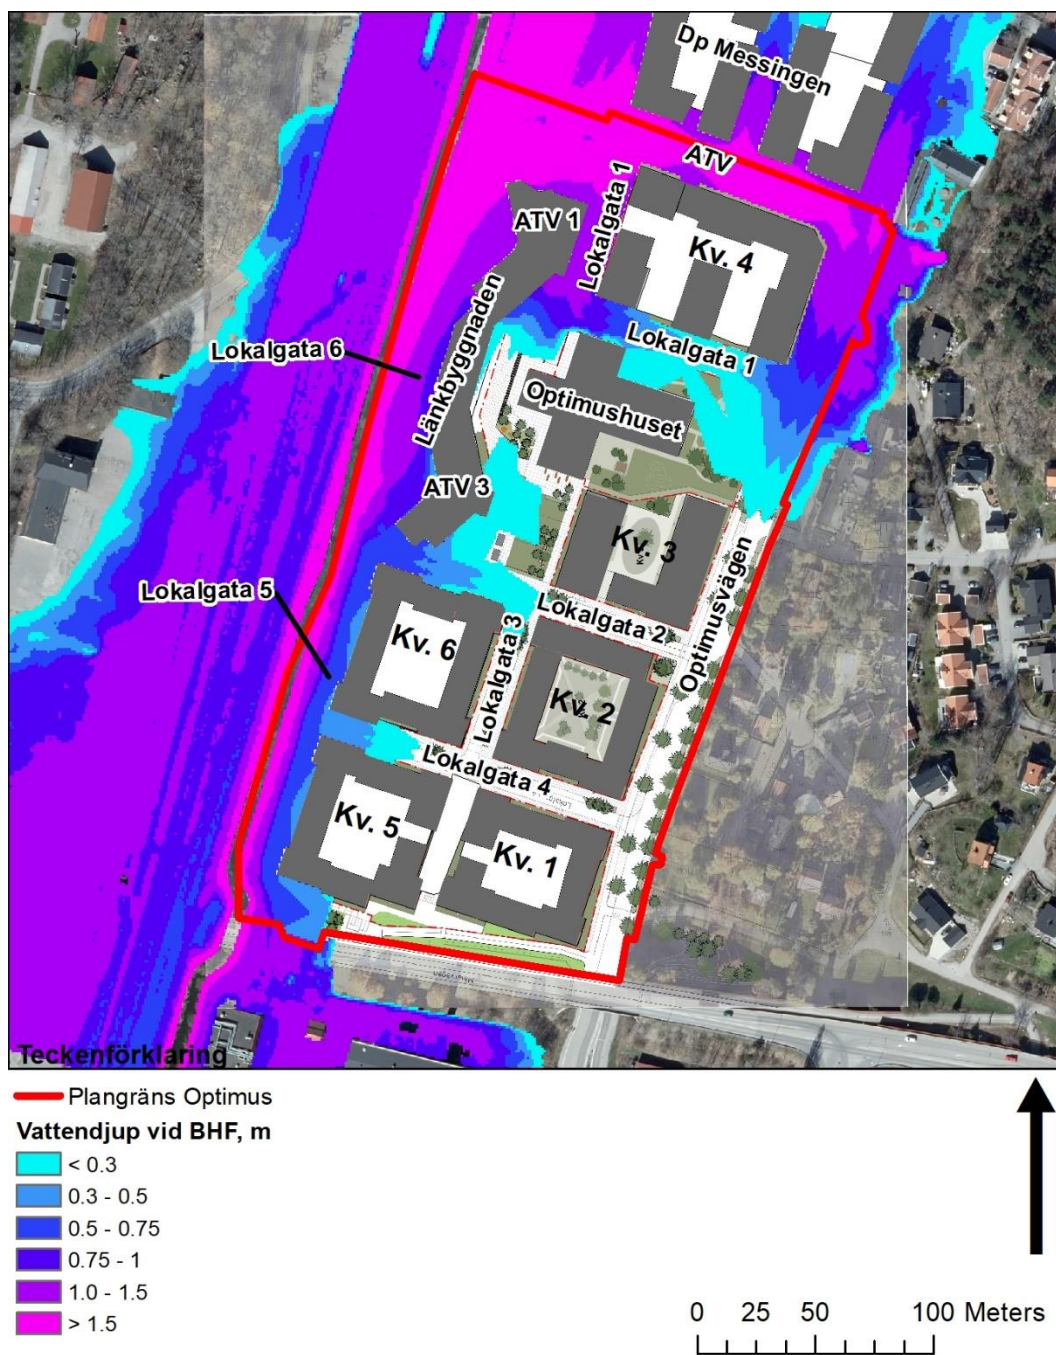 Dp Messingen
ATV
Lokalgata 1
ATV 1
Kv. 4
Länkbyggnaden
Lokalgata 6
Lokalgata 1
Optimushuset
ATV 3
Kv. 3
Lokalgata 5
Lokalgata 2
Optimusvägen
Kv. 6
Lokalgata 3
Kv. 2
Lokalgata 4
Kv. 5
Kv. 1
Teckenförklaring
Plangräns Optimus
Vattendjup vid BHF, m
< 0.3
0.3 - 0.5
0.5 - 0.75
0.75 - 1
1.0 - 1.5
> 1.5
0 25 50 100 Meters